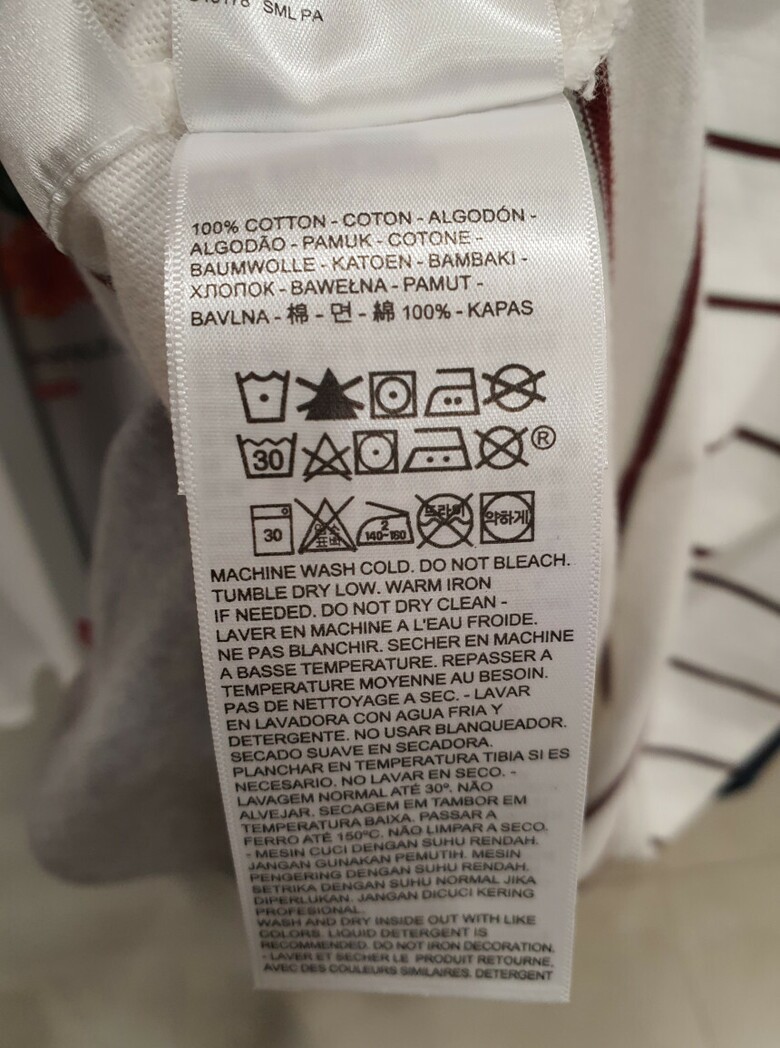 SML PA
100% COTTON - COTON - ALGODÓN -
ALGODÃO - PAMUK - COTONE -
BAUMWOLLE - KATOEN - BAMBAKI -
ХЛОПОК - BAWEŁNA - PAMUT -
BAVLNA - 棉 - 면 - 綿 100% - KAPAS
30 ®
30 2 140-160 드라이 약하게
MACHINE WASH COLD. DO NOT BLEACH.
TUMBLE DRY LOW. WARM IRON
IF NEEDED. DO NOT DRY CLEAN -
LAVER EN MACHINE A L'EAU FROIDE.
NE PAS BLANCHIR. SECHER EN MACHINE
A BASSE TEMPERATURE. REPASSER A
TEMPERATURE MOYENNE AU BESOIN.
PAS DE NETTOYAGE A SEC. - LAVAR
EN LAVADORA CON AGUA FRIA Y
DETERGENTE. NO USAR BLANQUEADOR.
SECADO SUAVE EN SECADORA.
PLANCHAR EN TEMPERATURA TIBIA SI ES
NECESARIO. NO LAVAR EN SECO. -
LAVAGEM NORMAL ATÉ 30º. NÃO
ALVEJAR. SECAGEM EM TAMBOR EM
TEMPERATURA BAIXA. PASSAR A
FERRO ATÉ 150ºC. NÃO LIMPAR A SECO.
- MESIN CUCI DENGAN SUHU RENDAH.
JANGAN GUNAKAN PEMUTIH. MESIN
PENGERING DENGAN SUHU RENDAH.
SETRIKA DENGAN SUHU NORMAL JIKA
DIPERLUKAN. JANGAN DICUCI KERING
PROFESIONAL.
WASH AND DRY INSIDE OUT WITH LIKE
COLORS. LIQUID DETERGENT IS
RECOMMENDED. DO NOT IRON DECORATION.
- LAVER ET SECHER LE PRODUIT RETOURNE,
AVEC DES COULEURS SIMILAIRES. DETERGENT